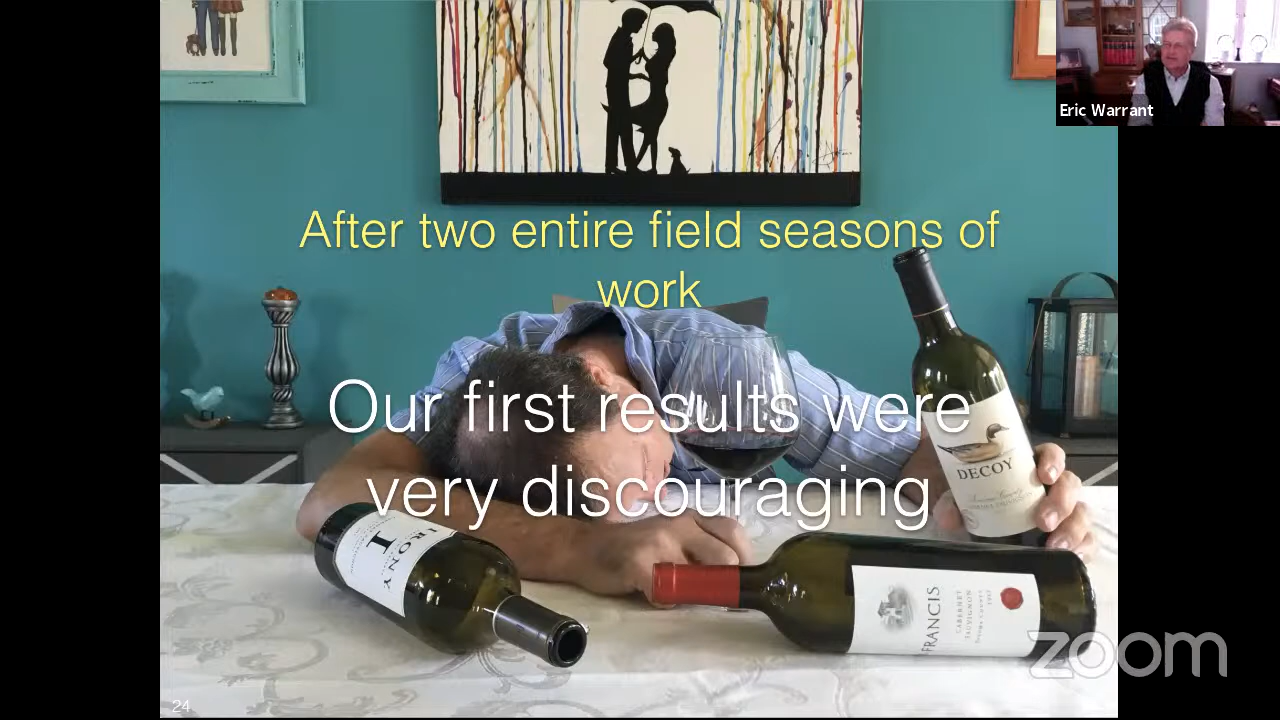 Eric Warrant
After two entire field seasons of
work
Our first results were
very discouraging
DECOY
IRONY
I
FRANCIS
CABERNET
SAUVIGNON
1997
zoom
24